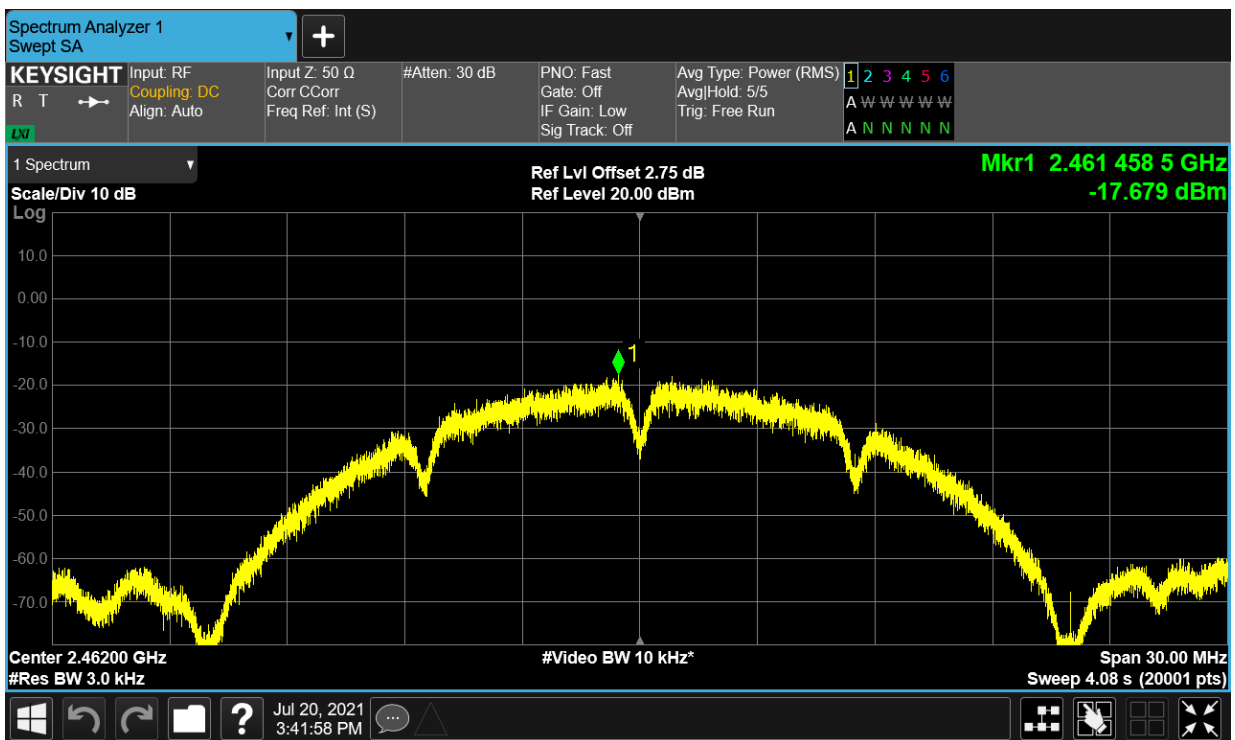 Spectrum Analyzer 1
Swept SA
KEYSIGHT
R T
LXI
Input: RF
Coupling: DC
Align: Auto
Input Z: 50 Ω
Corr CCorr
Freq Ref: Int (S)
#Atten: 30 dB
PNO: Fast
Gate: Off
IF Gain: Low
Sig Track: Off
Avg Type: Power (RMS)
Avg|Hold: 5/5
Trig: Free Run
1 2 3 4 5 6
A W W W W W
A N N N N N
1 Spectrum
Scale/Div 10 dB
Log
Ref Lvl Offset 2.75 dB
Ref Level 20.00 dBm
Mkr1 2.461 458 5 GHz
-17.679 dBm
10.0
0.00
-10.0
1
-20.0
-30.0
-40.0
-50.0
-60.0
-70.0
Center 2.46200 GHz
#Res BW 3.0 kHz
#Video BW 10 kHz*
Span 30.00 MHz
Sweep 4.08 s (20001 pts)
?
Jul 20, 2021
3:41:58 PM